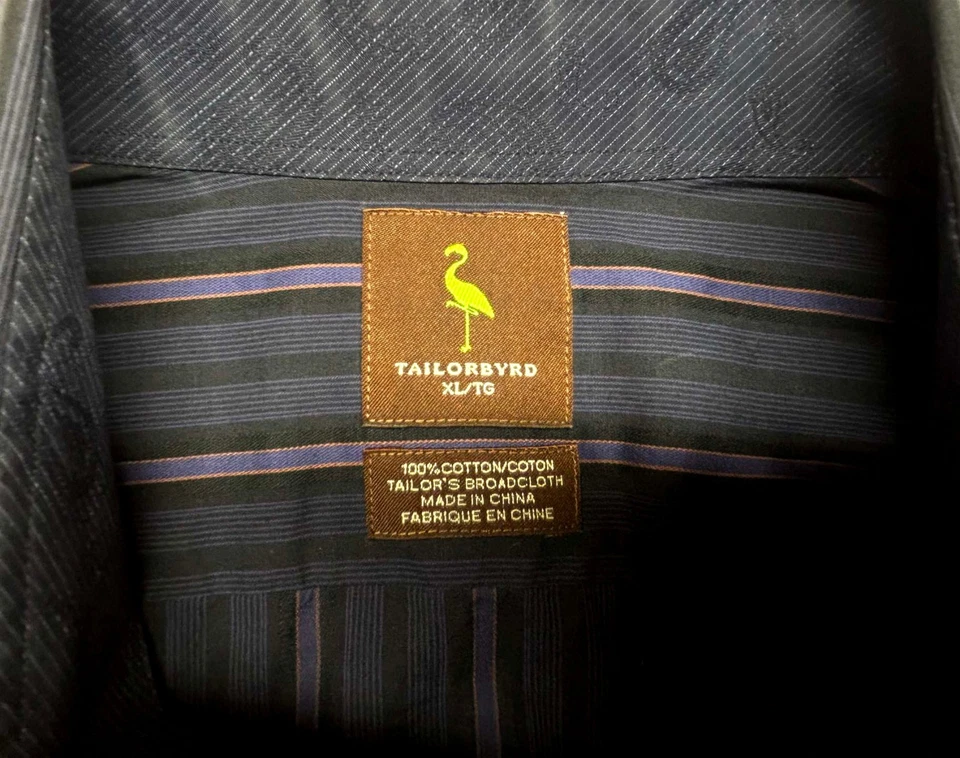 TAILORBYRD
XL/TG
100%COTTON/COTON
TAILOR'S BROADCLOTH
MADE IN CHINA
FABRIQUE EN CHINE